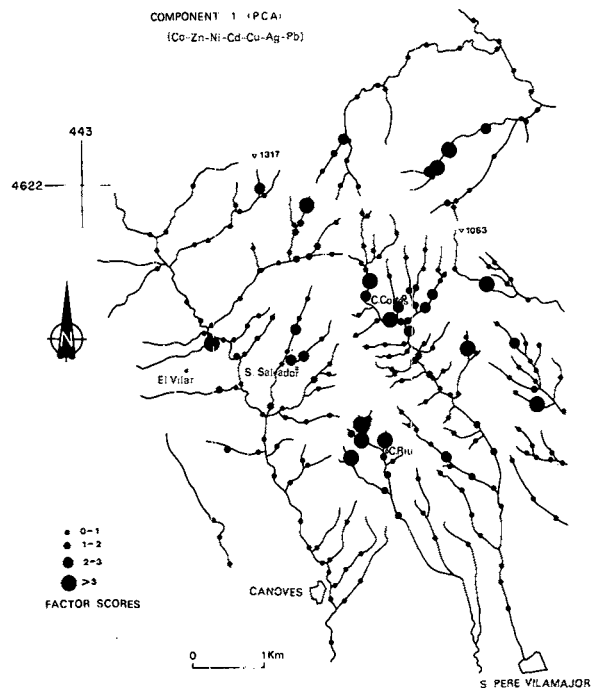 COMPONENT 1 (PCA)
(Co-Zn-Ni-Cd-Cu-Ag-Pb)
443
4622
▿1317
▿1063
N
C.Corbs
El Vilar
S. Salvador
C.Riu
0-1
1-2
2-3
>3
FACTOR SCORES
CANOVES
0 1Km
S PERE VILAMAJOR